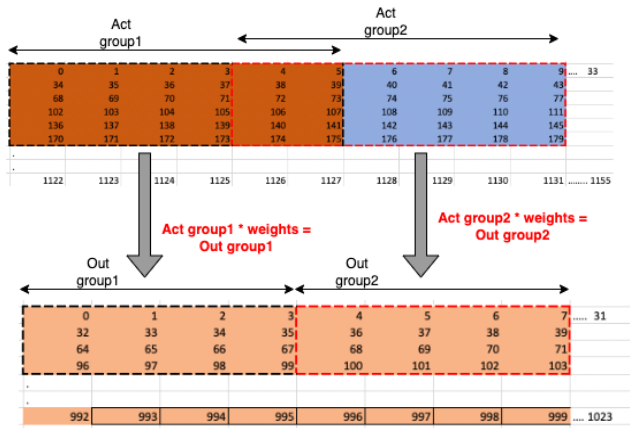 Act
group1
Act
group2
0 1 2 3 4 5 6 7 8 9 .... 33
34 35 36 37 38 39 40 41 42 43
68 69 70 71 72 73 74 75 76 77
102 103 104 105 106 107 108 109 110 111
136 137 138 139 140 141 142 143 144 145
170 171 172 173 174 175 176 177 178 179
.
.
1122 1123 1124 1125 1126 1127 1128 1129 1130 1131 ........ 1155
Act group1 * weights =
Out group1
Act group2 * weights =
Out group2
Out
group1
Out
group2
0 1 2 3 4 5 6 7 ..... 31
32 33 34 35 36 37 38 39
64 65 66 67 68 69 70 71
96 97 98 99 100 101 102 103
.
.
992 993 994 995 996 997 998 999 .... 1023